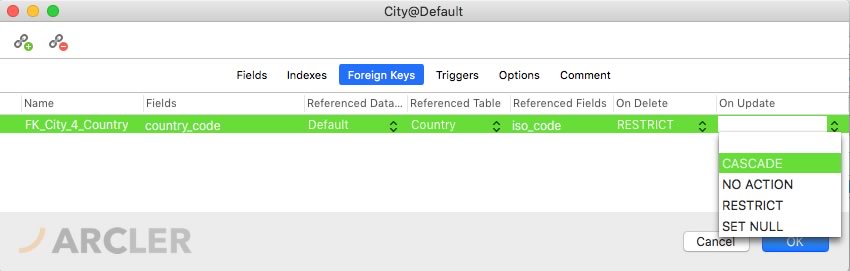 City@Default
Fields Indexes Foreign Keys Triggers Options Comment
Name Fields Referenced Data... Referenced Table Referenced Fields On Delete On Update
FK_City_4_Country country_code Default Country iso_code RESTRICT
CASCADE
NO ACTION
RESTRICT
SET NULL
ARCLER
Cancel OK